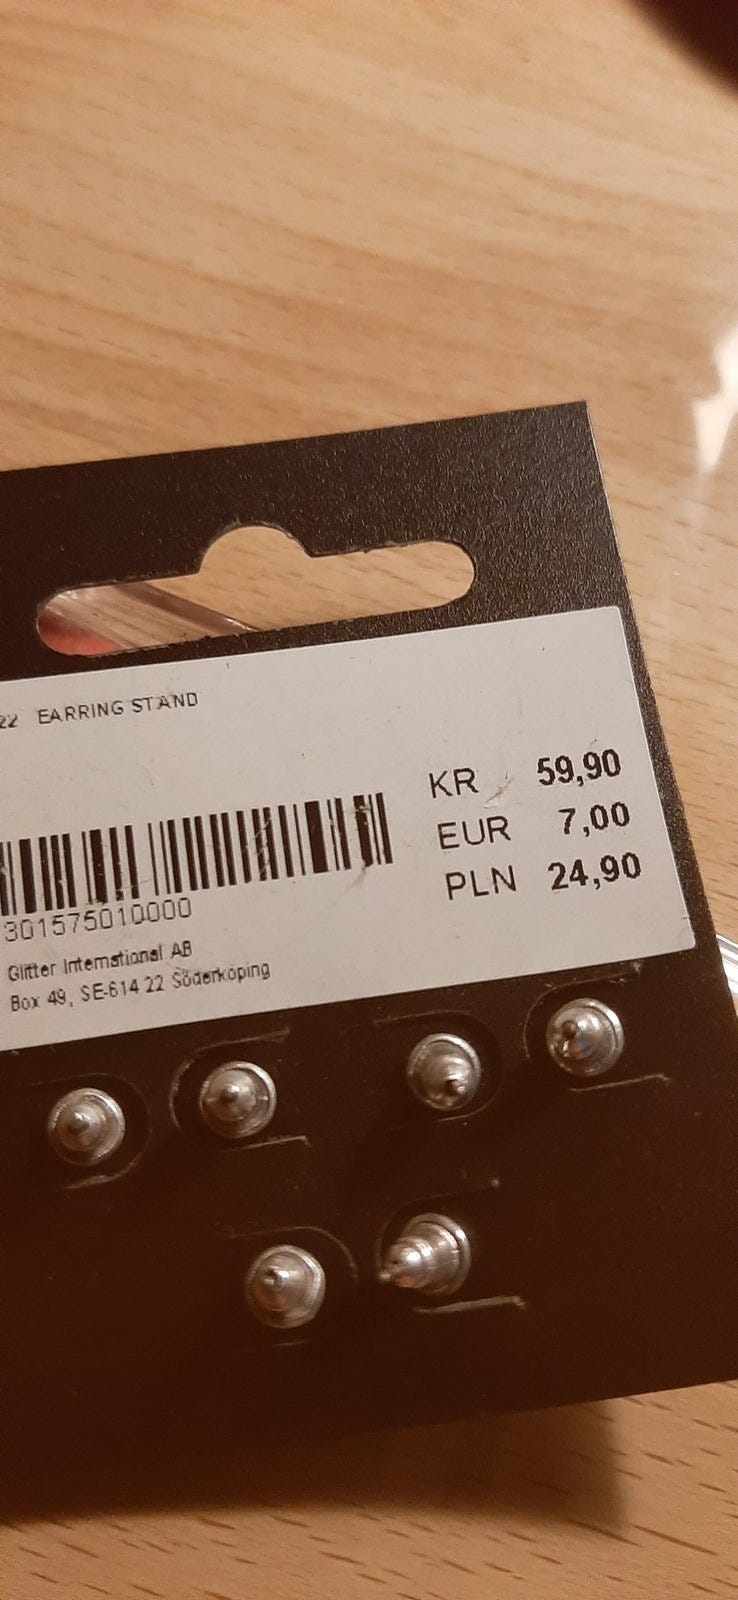 22 EARRING STAND
KR 59,90
EUR 7,00
PLN 24,90
301575010000
Glitter International AB
Box 49, SE-614 22 Söderköping